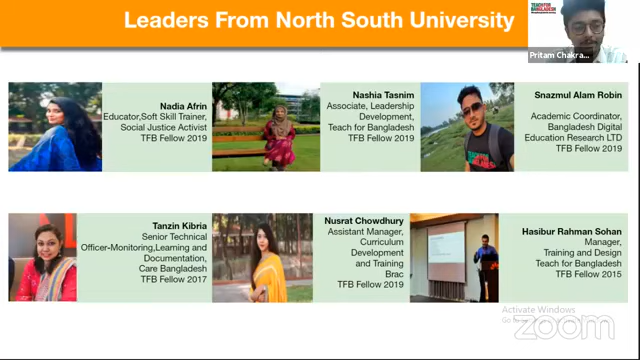 Leaders From North South University
TEACHFOR
BANGLADESH
Pritam Chakra...
Nadia Afrin
Educator,Soft Skill Trainer,
Social Justice Activist
TFB Fellow 2019
Nashia Tasnim
Associate, Leadership
Development,
Teach for Bangladesh
TFB Fellow 2019
Snazmul Alam Robin
Academic Coordinator,
Bangladesh Digital
Education Research LTD
TFB Fellow 2019
Tanzin Kibria
Senior Technical
Officer-Monitoring,Learning and
Documentation,
Care Bangladesh
TFB Fellow 2017
Nusrat Chowdhury
Assistant Manager,
Curriculum
Development
and Training
Brac
TFB Fellow 2019
Hasibur Rahman Sohan
Manager,
Training and Design
Teach for Bangladesh
TFB Fellow 2015
Activate Windows
Go to
zoom